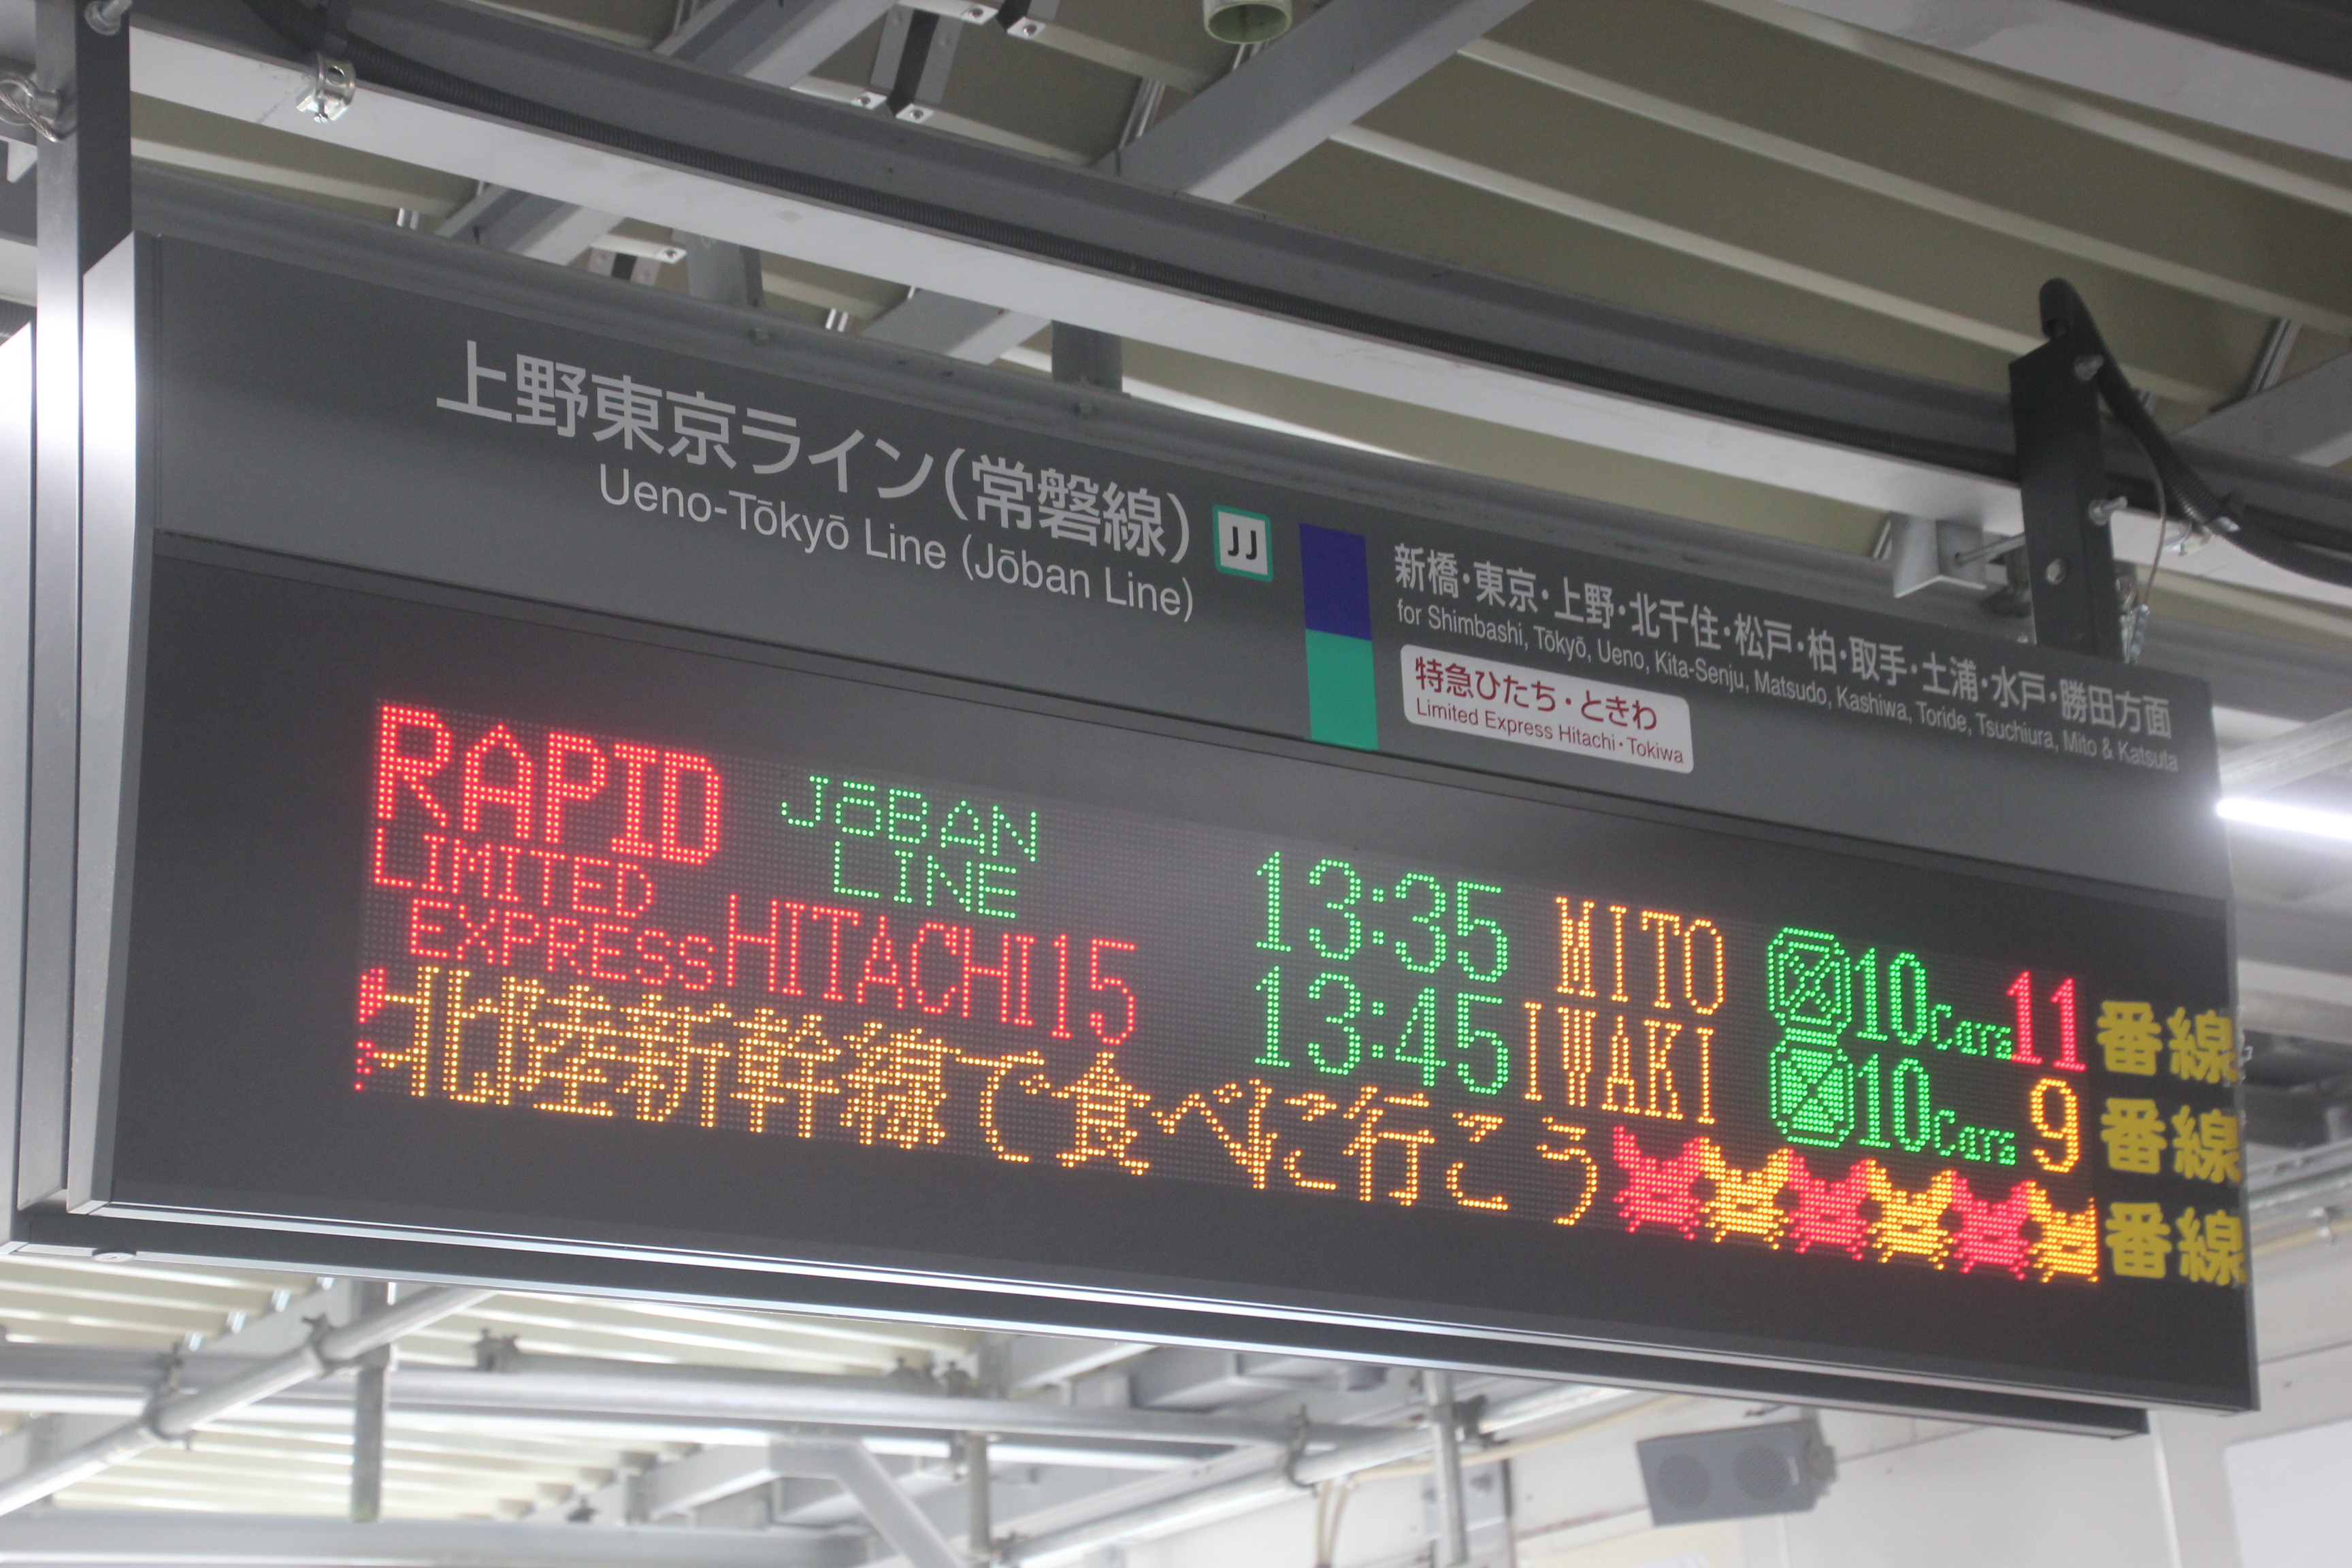 上野東京ライン(常磐線)
Ueno-Tōkyō Line (Jōban Line)
JJ
新橋・東京・上野・北千住・松戸・柏・取手・土浦・水戸・勝田方面
for Shimbashi, Tōkyō, Ueno, Kita-Senju, Matsudo, Kashiwa, Toride, Tsuchiura, Mito & Katsuta
特急ひたち・ときわ
Limited Express Hitachi・Tokiwa
RAPID JōBAN LINE 13:35 MITO 10cars 11 番線
LIMITED EXPRESS HITACHI 15 13:45 IWAKI 10cars 9 番線
北陸新幹線で食べに行こう 番線